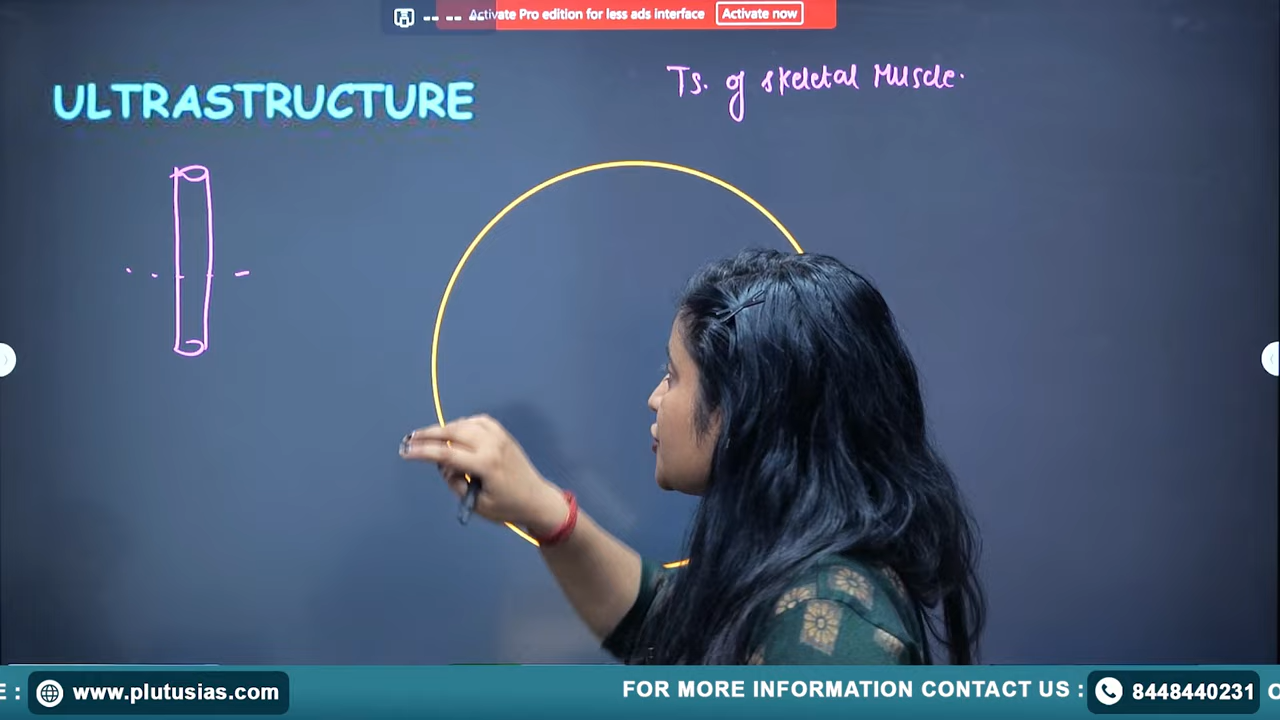 Activate Pro edition for less ads interface Activate now
Ts. of skeletal Muscle.
ULTRASTRUCTURE
E : www.plutusias.com FOR MORE INFORMATION CONTACT US : 8448440231